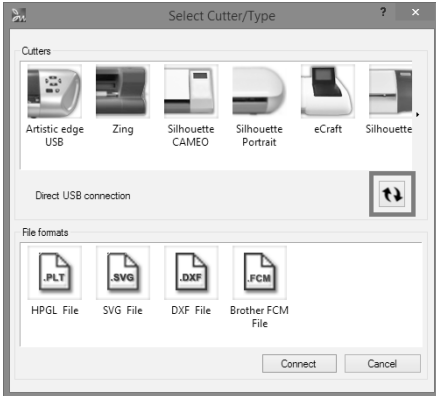 Select Cutter/Type
? ×
Cutters
Artistic edge USB
Zing
Silhouette CAMEO
Silhouette Portrait
eCraft
Silhouette
Direct USB connection
File formats
.PLT
.SVG
.DXF
.FCM
HPGL File
SVG File
DXF File
Brother FCM File
Connect
Cancel